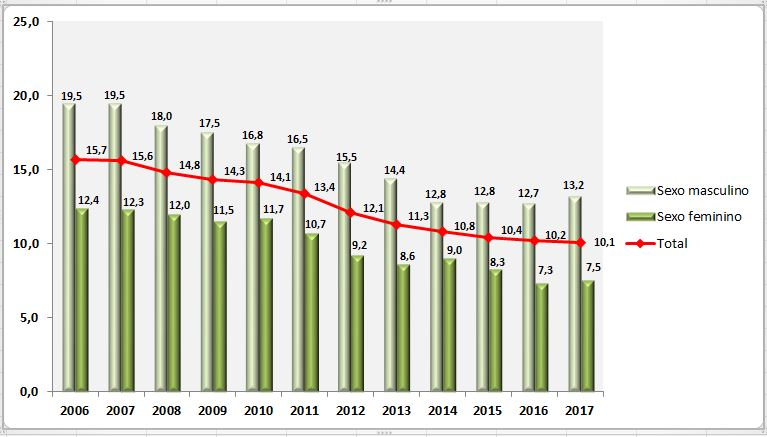 25,0
20,0
15,0
10,0
5,0
0,0
19,5 19,5 18,0 17,5 16,8 16,5 15,5 14,4 12,8 12,8 12,7 13,2
15,7 15,6 14,8 14,3 14,1 13,4 12,1 11,3 10,8 10,4 10,2 10,1
12,4 12,3 12,0 11,5 11,7 10,7 9,2 8,6 9,0 8,3 7,3 7,5
2006 2007 2008 2009 2010 2011 2012 2013 2014 2015 2016 2017
Sexo masculino
Sexo feminino
Total